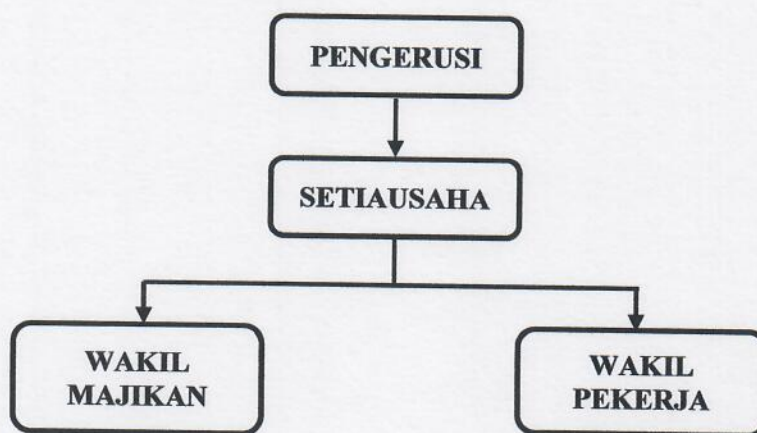 PENGERUSI
SETIAUSAHA
WAKIL
MAJIKAN
WAKIL
PEKERJA